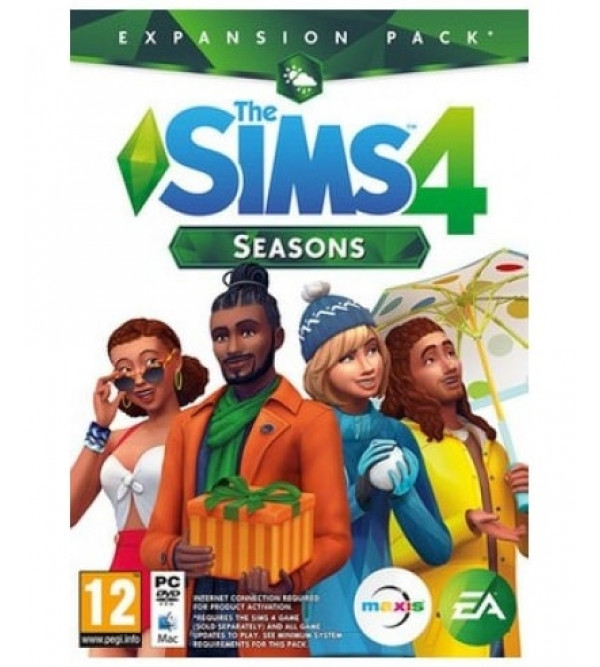 EXPANSION PACK*
The
SIMS 4™
SEASONS
12
www.pegi.info
PC
DVD
Mac
INTERNET CONNECTION REQUIRED
FOR PRODUCT ACTIVATION.
*REQUIRES THE SIMS 4 GAME
(SOLD SEPARATELY) AND ALL GAME
UPDATES TO PLAY. SEE MINIMUM SYSTEM
REQUIREMENTS FOR THIS PACK.
maxis
EA